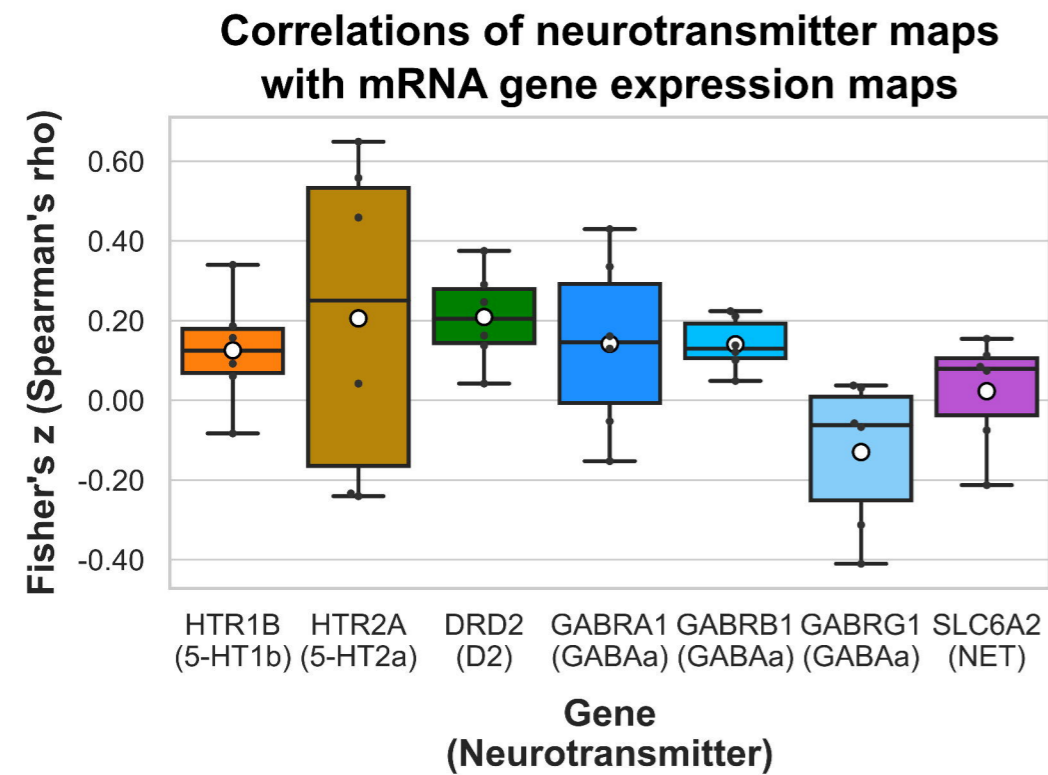 Correlations of neurotransmitter maps
with mRNA gene expression maps
Fisher's z (Spearman's rho)
0.60
0.40
0.20
0.00
-0.20
-0.40
HTR1B HTR2A DRD2 GABRA1 GABRB1 GABRG1 SLC6A2
(5-HT1b) (5-HT2a) (D2) (GABAa) (GABAa) (GABAa) (NET)
Gene
(Neurotransmitter)